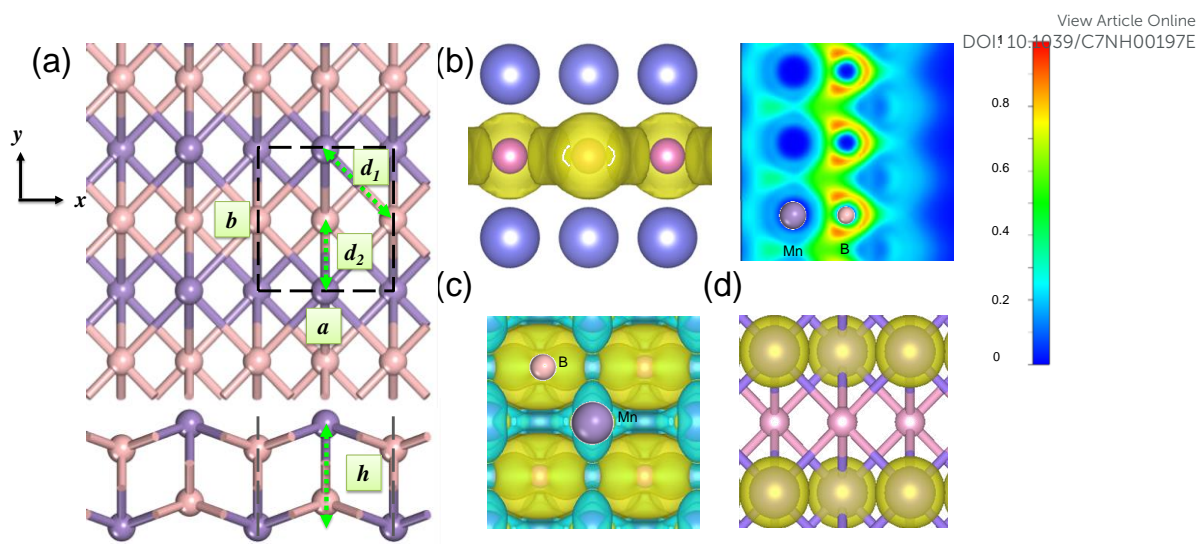 View Article Online
DOI: 10.1039/C7NH00197E
(a)
y
x
d1
b
d2
a
h
(b)
Mn
B
1
0.8
0.6
0.4
0.2
0
(c)
B
Mn
(d)